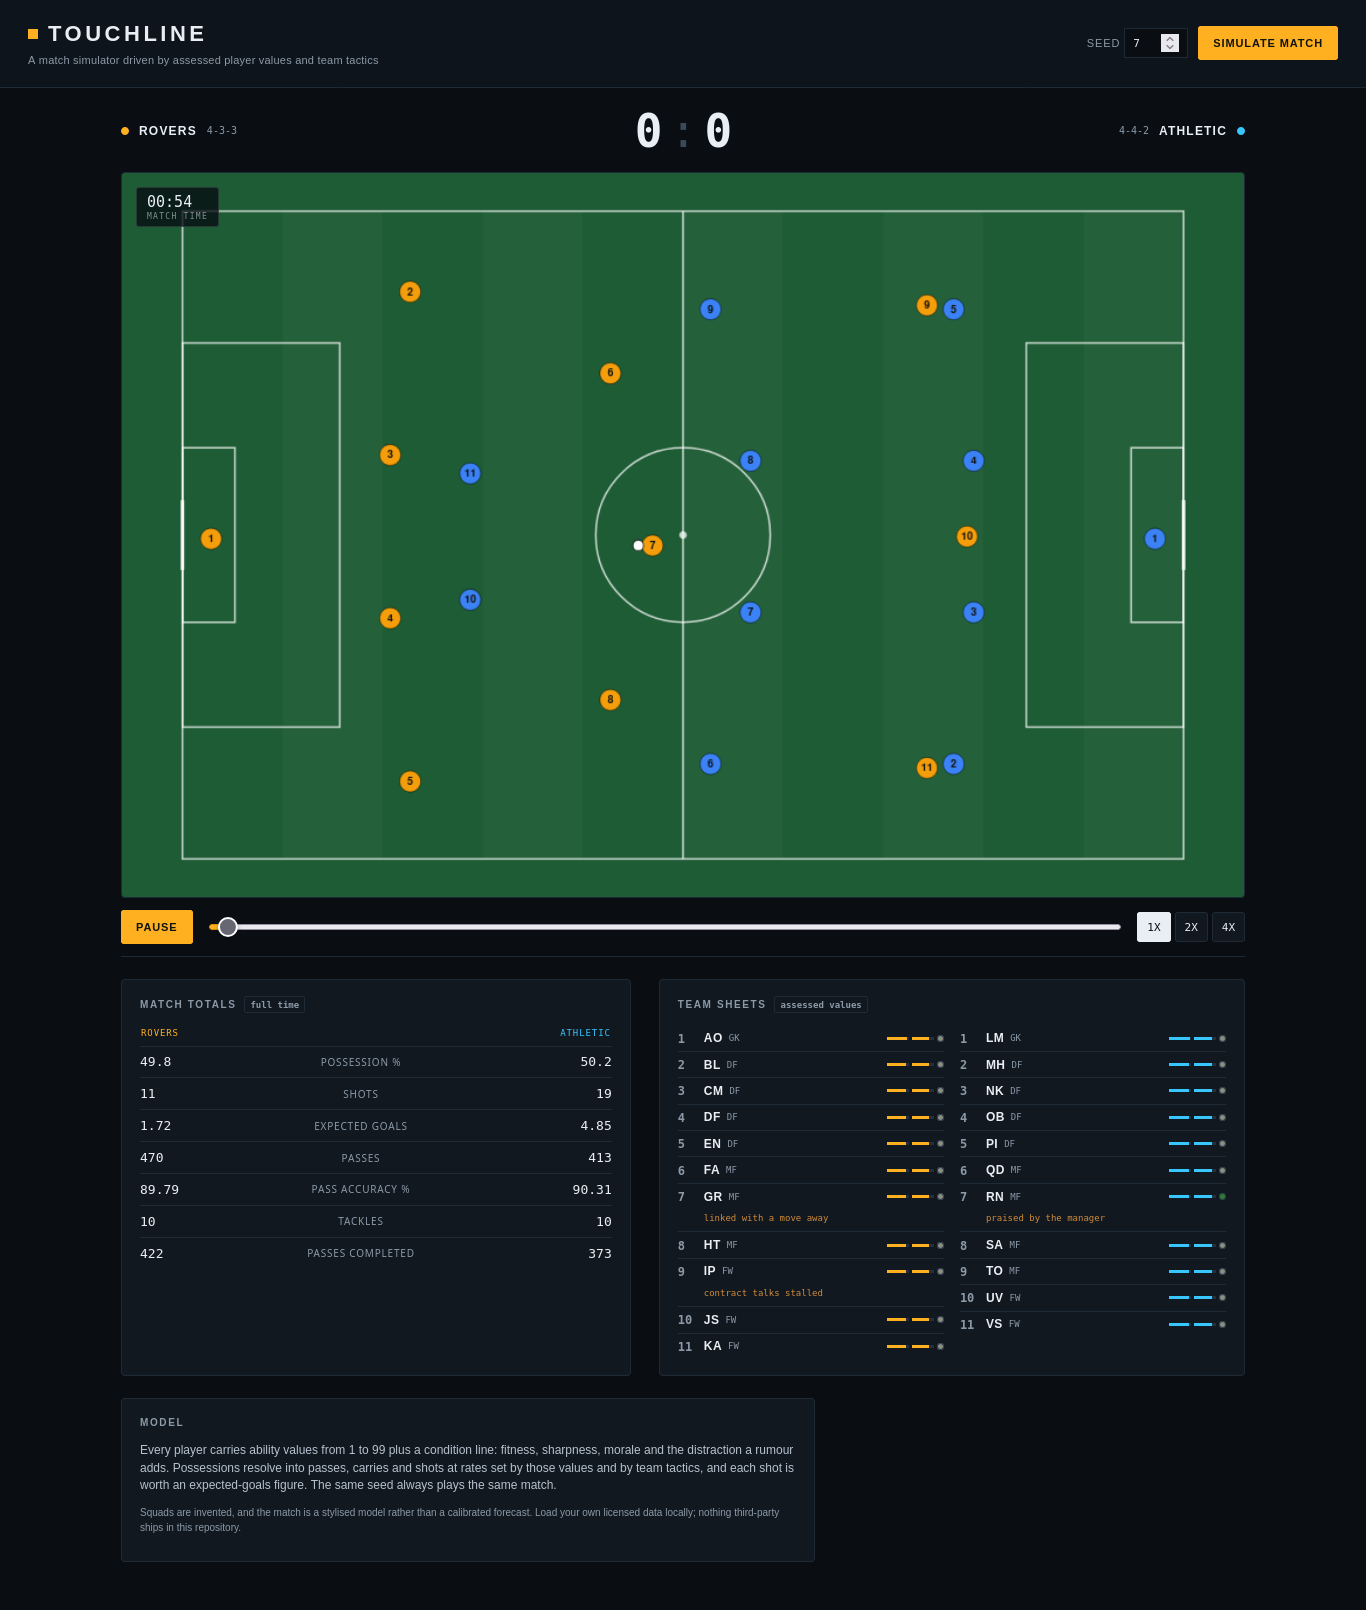 TOUCHLINE
A match simulator driven by assessed player values and team tactics
SEED 7 SIMULATE MATCH
ROVERS 4-3-3 0 : 0 4-4-2 ATHLETIC
00:54
MATCH TIME
2
9 9 5
6
3 11 8 4
1 7 10 1
4 10 7 3
8
5 6 11 2
PAUSE 1X 2X 4X
MATCH TOTALS full time
ROVERS ATHLETIC
49.8 POSSESSION % 50.2
11 SHOTS 19
1.72 EXPECTED GOALS 4.85
470 PASSES 413
89.79 PASS ACCURACY % 90.31
10 TACKLES 10
422 PASSES COMPLETED 373
TEAM SHEETS assessed values
1 AO GK
2 BL DF
3 CM DF
4 DF DF
5 EN DF
6 FA MF
7 GR MF
linked with a move away
8 HT MF
9 IP FW
contract talks stalled
10 JS FW
11 KA FW
1 LM GK
2 MH DF
3 NK DF
4 OB DF
5 PI DF
6 QD MF
7 RN MF
praised by the manager
8 SA MF
9 TO MF
10 UV FW
11 VS FW
MODEL
Every player carries ability values from 1 to 99 plus a condition line: fitness, sharpness, morale and the distraction a rumour
adds. Possessions resolve into passes, carries and shots at rates set by those values and by team tactics, and each shot is
worth an expected-goals figure. The same seed always plays the same match.
Squads are invented, and the match is a stylised model rather than a calibrated forecast. Load your own licensed data locally; nothing third-party
ships in this repository.